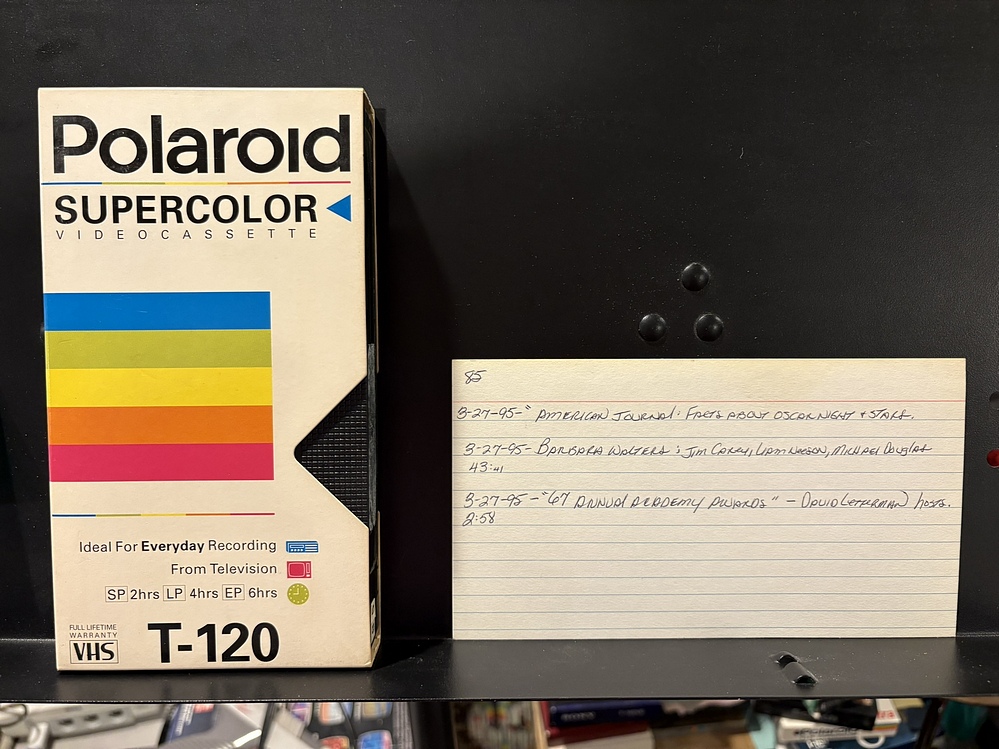 Polaroid
SUPERCOLOR
VIDEOCASSETTE
Ideal For Everyday Recording
From Television
SP 2hrs LP 4hrs EP 6hrs
FULL LIFETIME
WARRANTY
VHS T-120
85
3-27-95-" AMERICAN JOURNAL: FACTS ABOUT OSCAR NIGHT + STARS.
3-27-95- BARBARA WALTERS: JIM CAREY, LIAM NEESON, MICHAEL DOUGLAS
43:41
3-27-95 - "67 ANNUAL ACADEMY AWARDS" - DAVID LETTERMAN hosts.
2:58